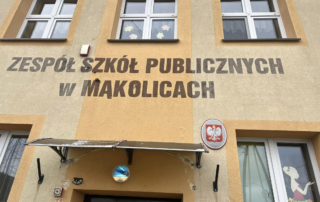 ZESPÓŁ SZKÓŁ PUBLICZNYCH
W MĄKOLICACH